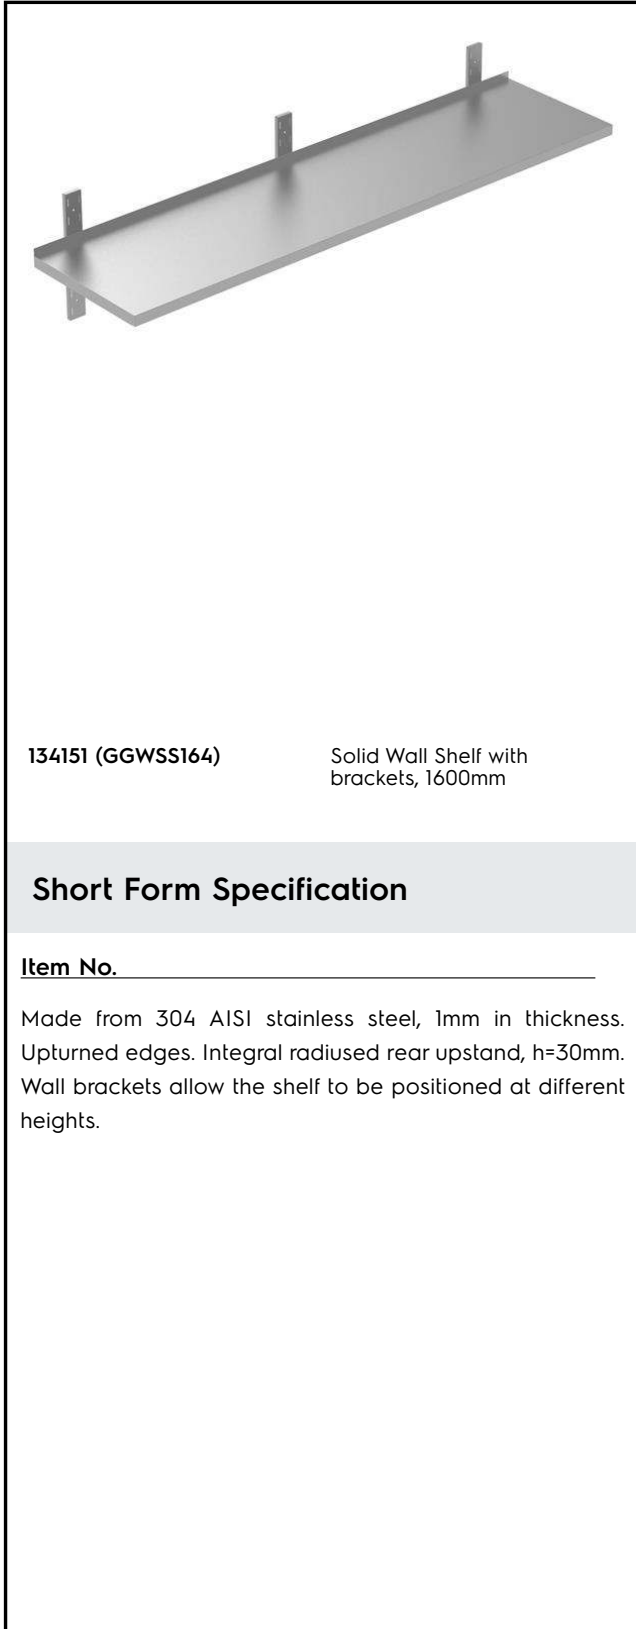 134151 (GGWSS164)
Solid Wall Shelf with
brackets, 1600mm
Short Form Specification
Item No.
Made from 304 AISI stainless steel, 1mm in thickness.
Upturned edges. Integral radiused rear upstand, h=30mm.
Wall brackets allow the shelf to be positioned at different
heights.